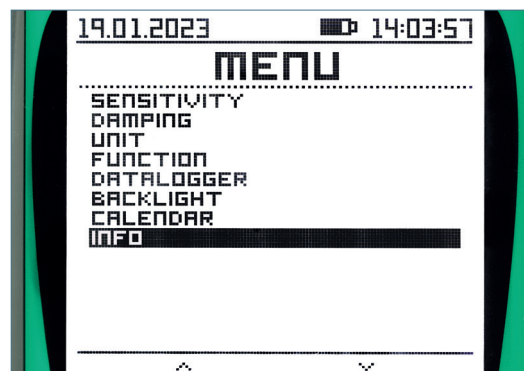 19.01.2023 14:03:57
MENU
SENSITIVITY
DAMPING
UNIT
FUNCTION
DATALOGGER
BACKLIGHT
CALENDAR
INFO